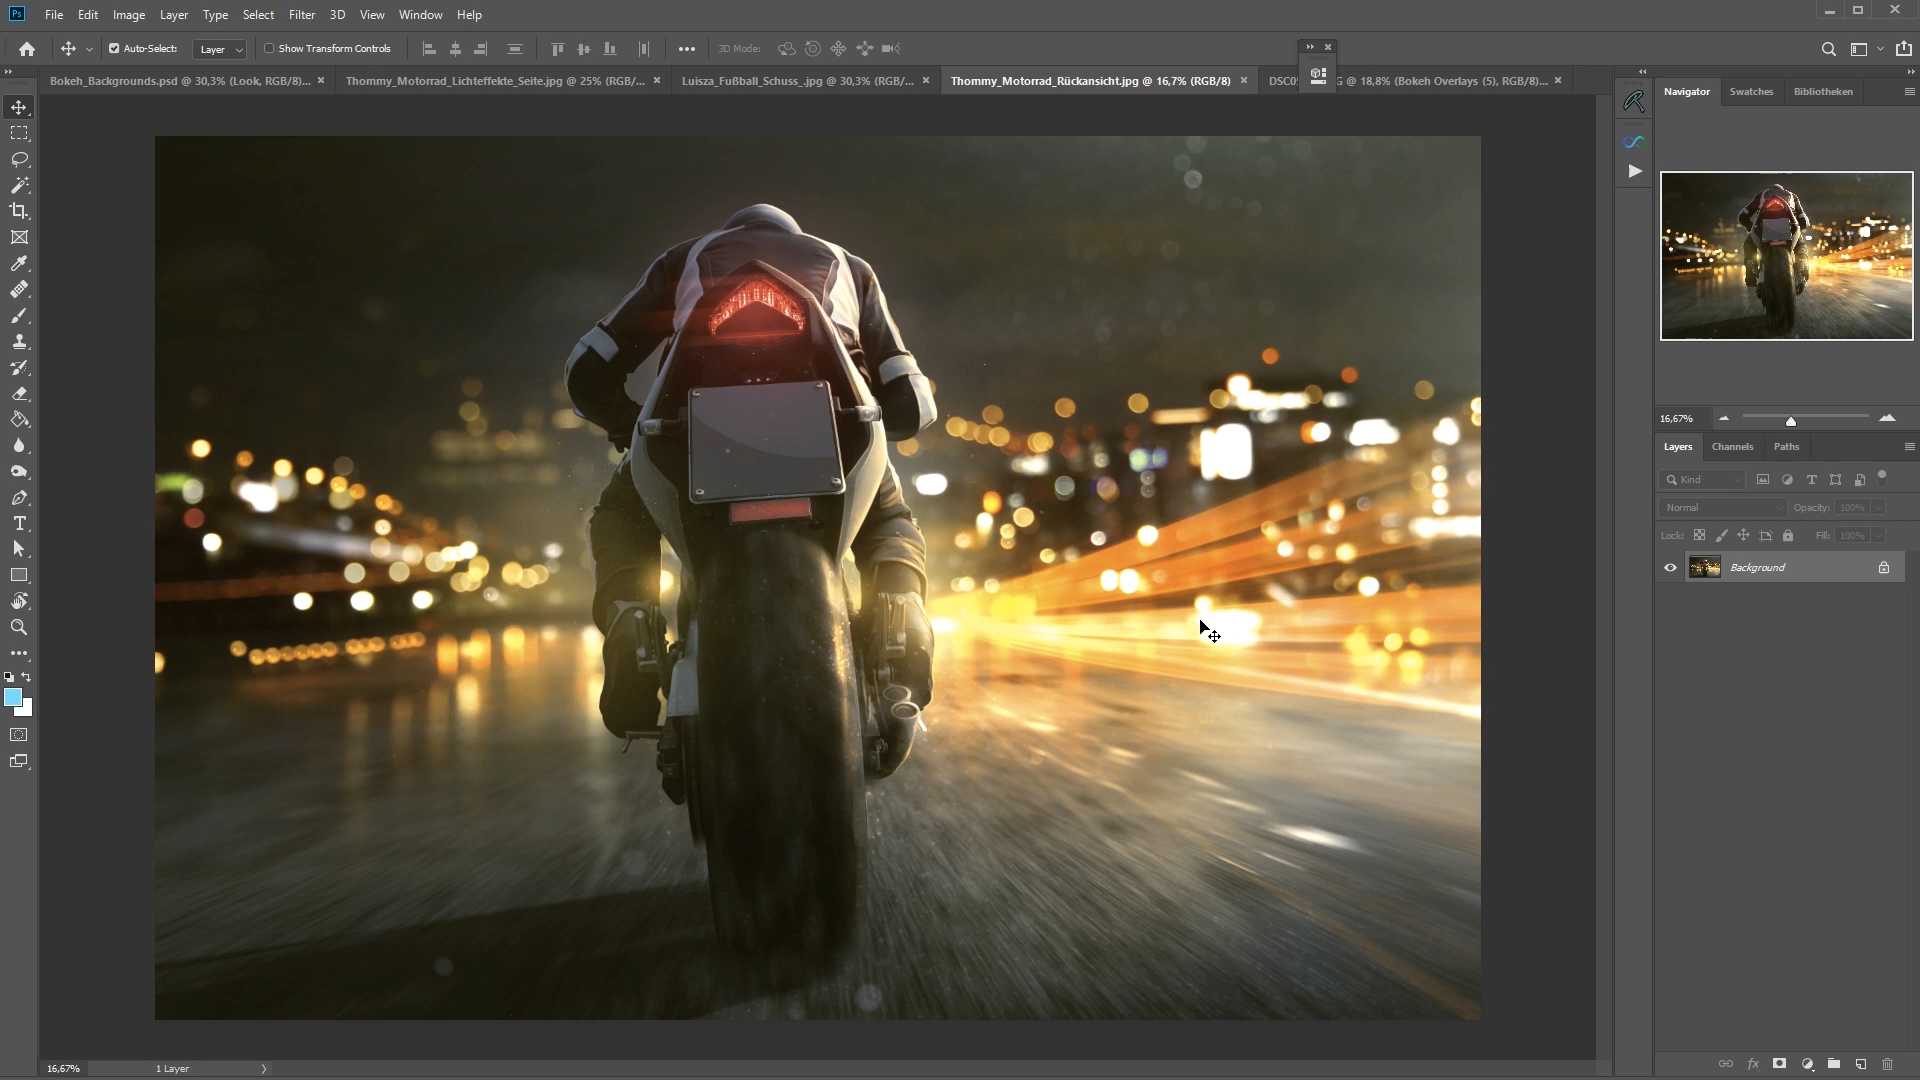 Ps File Edit Image Layer Type Select Filter 3D View Window Help
Auto-Select: Layer Show Transform Controls 3D Mode:
Bokeh_Backgrounds.psd @ 30,3% (Look, RGB/8)... Thommy_Motorrad_Lichteffekte_Seite.jpg @ 25% (RGB/... Luisza_Fußball_Schuss_.jpg @ 30,3% (RGB/... Thommy_Motorrad_Rückansicht.jpg @ 16,7% (RGB/8) G @ 18,8% (Bokeh Overlays (5), RGB/8)...
Navigator Swatches Bibliotheken
16,67%
Layers Channels Paths
Kind
Normal Opacity: 100%
Lock: Fill: 100%
Background
16,67% 1 Layer